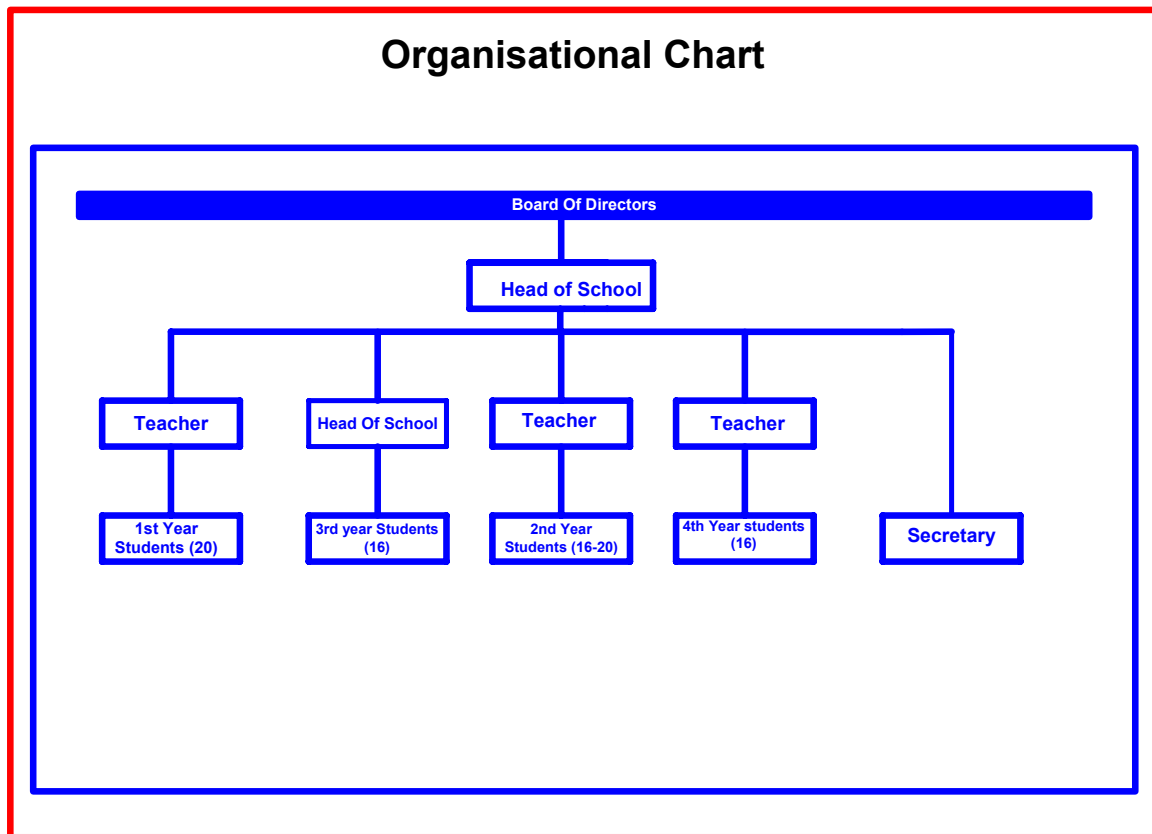 Organisational Chart
Board Of Directors
Head of School
Teacher
Head Of School
Teacher
Teacher
1st Year
Students (20)
3rd year Students
(16)
2nd Year
Students (16-20)
4th Year students
(16)
Secretary